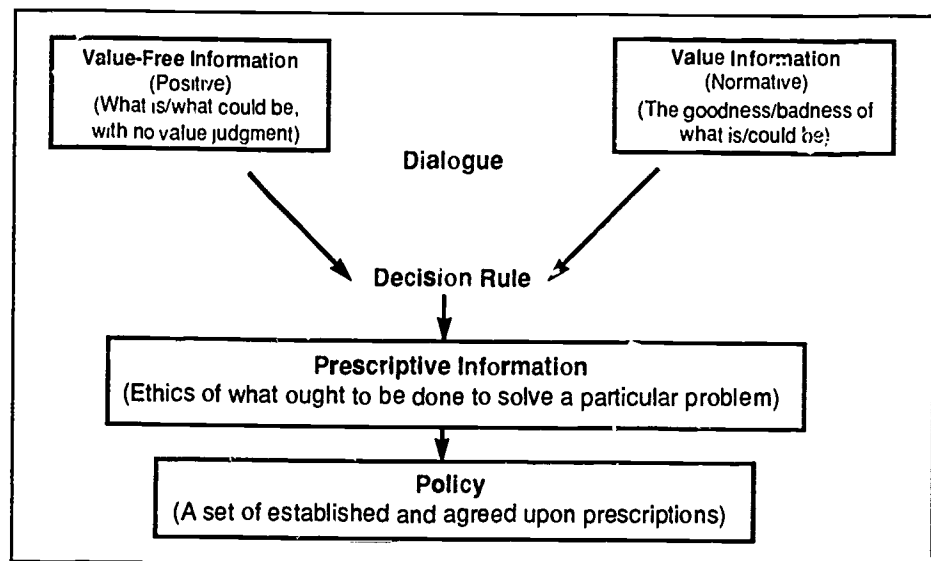 Value-Free Information
(Positive)
(What is/what could be,
with no value judgment)
Value Information
(Normative)
(The goodness/badness of
what is/could be)
Dialogue
Decision Rule
Prescriptive Information
(Ethics of what ought to be done to solve a particular problem)
Policy
(A set of established and agreed upon prescriptions)